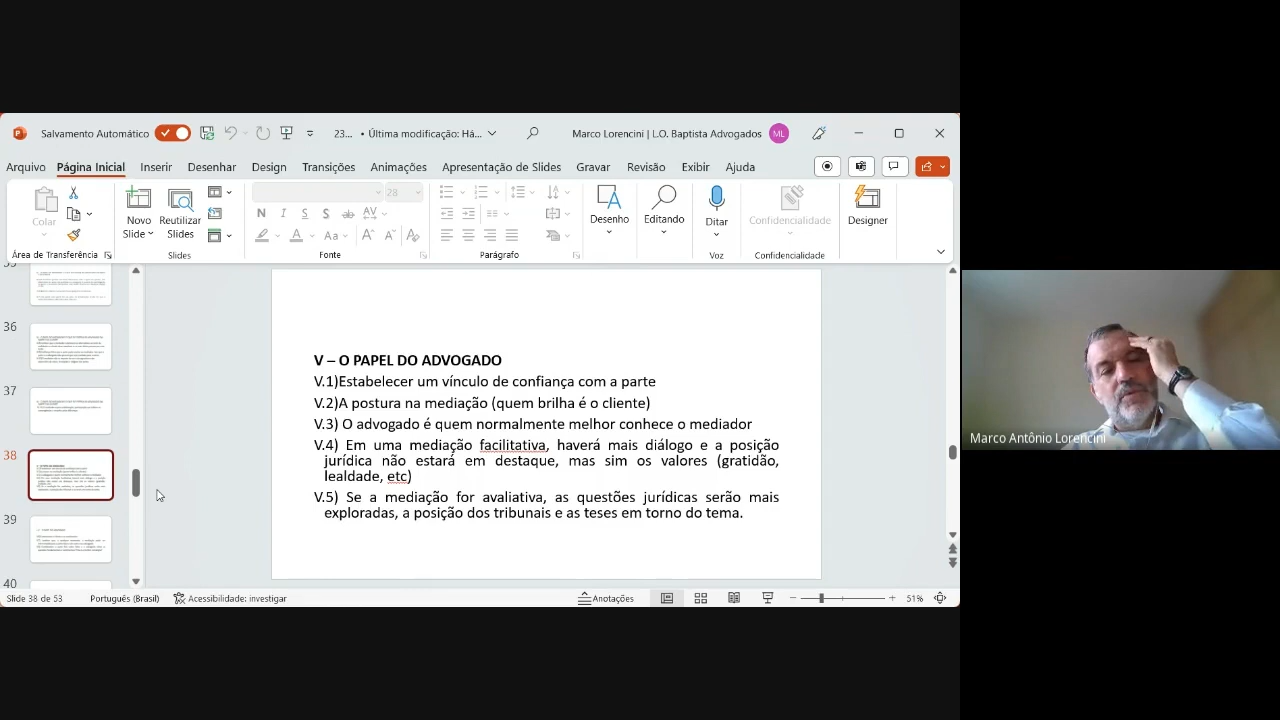 Salvamento Automático
23... • Última modificação: Há...
Marco Lorencini | L.O. Baptista Advogados
ML
Arquivo Página Inicial Inserir Desenhar Design Transições Animações Apresentação de Slides Gravar Revisão Exibir Ajuda
Colar
Novo Slide
Reutilizar Slides
28
N I S S ab AV
A Aa A A A
Desenho
Editando
Ditar
Confidencialidade
Designer
Área de Transferência
Slides
Fonte
Parágrafo
Voz
Confidencialidade
36
37
38
39
40
V – O PAPEL DO ADVOGADO
V.1)Estabelecer um vínculo de confiança com a parte
V.2)A postura na mediação (quem brilha é o cliente)
V.3) O advogado é quem normalmente melhor conhece o mediador
V.4) Em uma mediação facilitativa, haverá mais diálogo e a posição
jurídica não estará em destaque, mas sim os valores (gratidão,
lealdade, etc)
V.5) Se a mediação for avaliativa, as questões jurídicas serão mais
exploradas, a posição dos tribunais e as teses em torno do tema.
Marco Antônio Lorencini
Slide 38 de 53
Português (Brasil)
Acessibilidade: investigar
Anotações
51%